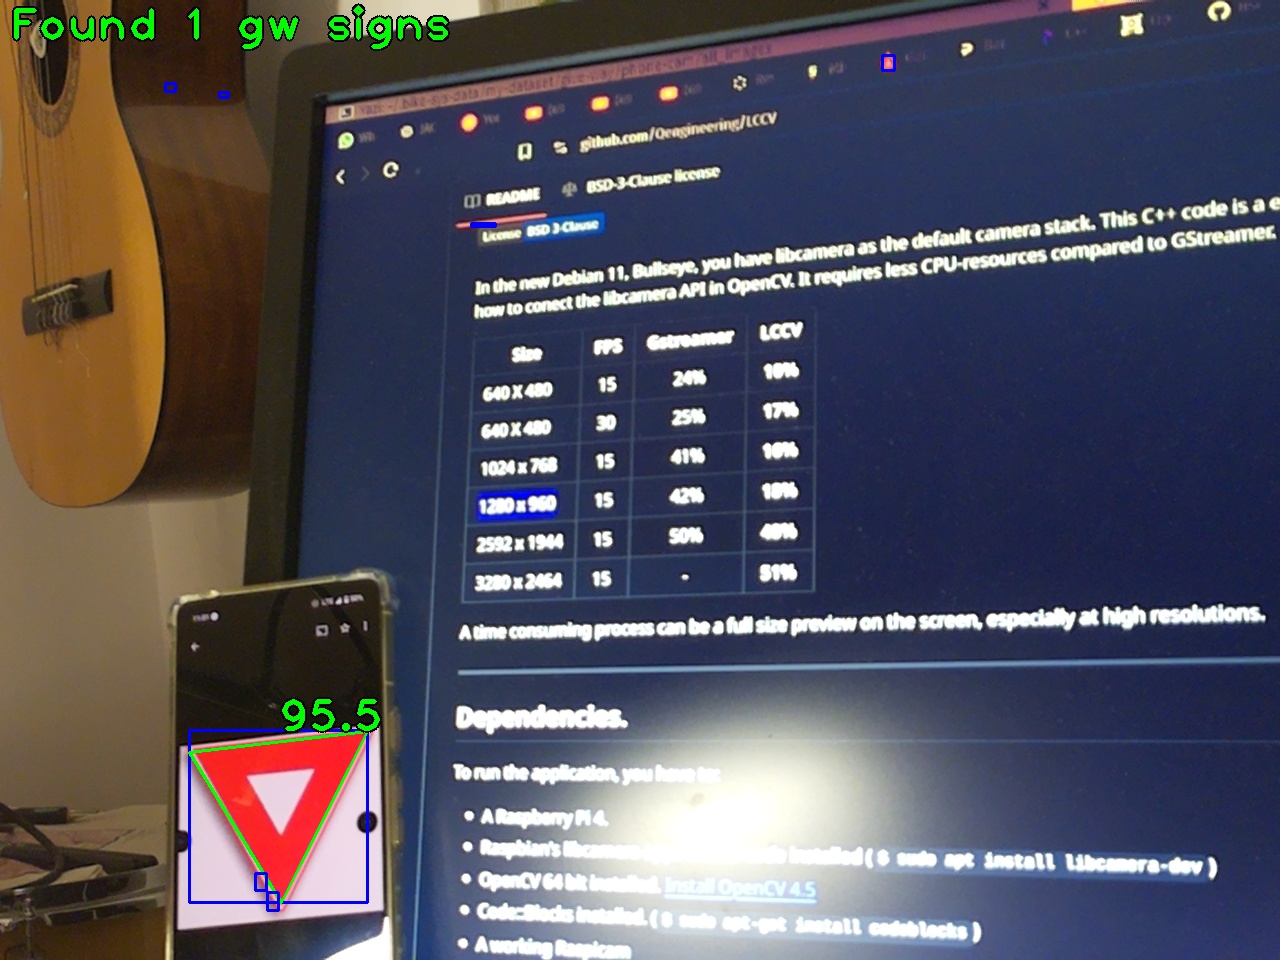 Found 1 gw signs
github.com/Qengineering/LCCV
README
BSD-3-Clause license
License BSD 3-Clause
In the new Debian 11, Bullseye, you have libcamera as the default camera stack. This C++ code is a e
how to conect the libcamera API in OpenCV. It requires less CPU-resources compared to GStreamer.
Size FPS Gstreamer LCCV
640 X 480 15 24% 10%
640 X 480 30 25% 17%
1024 x 768 15 41% 16%
1280 x 960 15 42% 18%
2592 x 1944 15 50% 40%
3280 x 2464 15 - 51%
A time consuming process can be a full size preview on the screen, especially at high resolutions.
95.5
Dependencies.
To run the application, you have to:
A Raspberry Pi 4.
Raspbian's installed ( $ sudo apt install libcamera-dev )
OpenCV 64 bit installed. Install OpenCV 4.5
Code::Blocks installed. ( $ sudo apt-get install codeblocks )
A working Raspicam